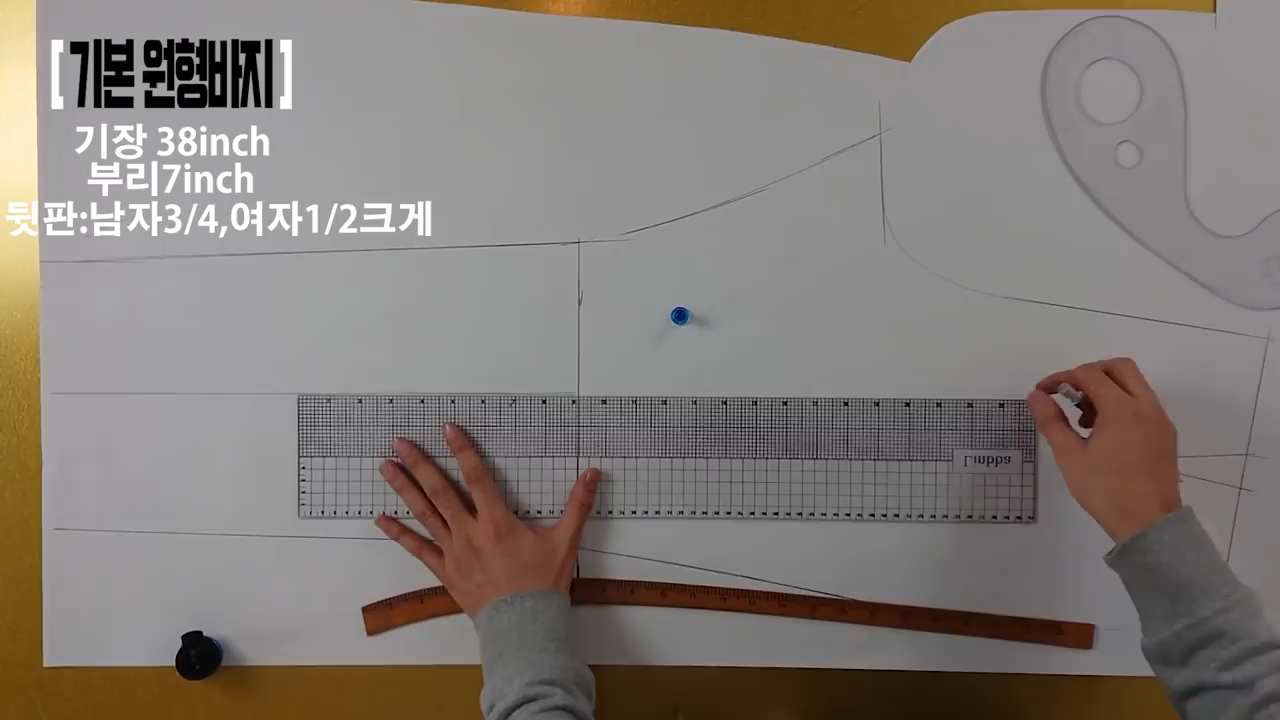 [ 기본 원형바지 ]
기장 38inch
부리7inch
뒷판:남자3/4,여자1/2크게
Linbba